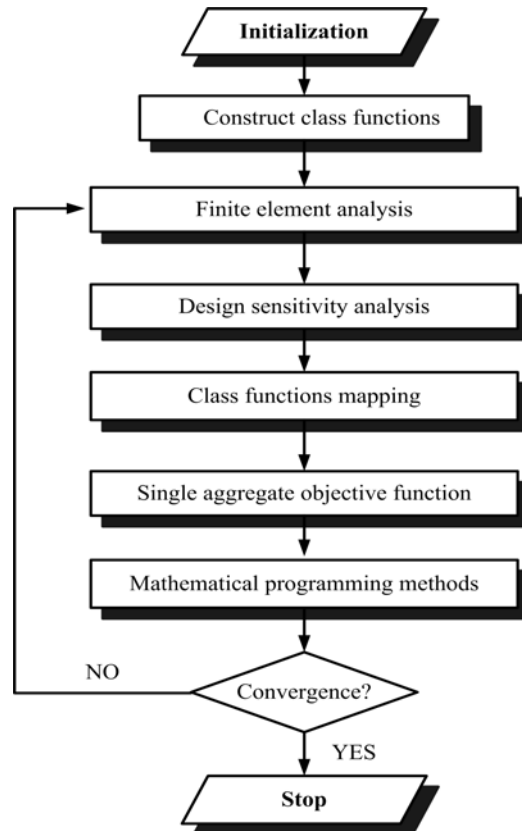 Initialization
Construct class functions
Finite element analysis
Design sensitivity analysis
Class functions mapping
Single aggregate objective function
Mathematical programming methods
NO
Convergence?
YES
Stop